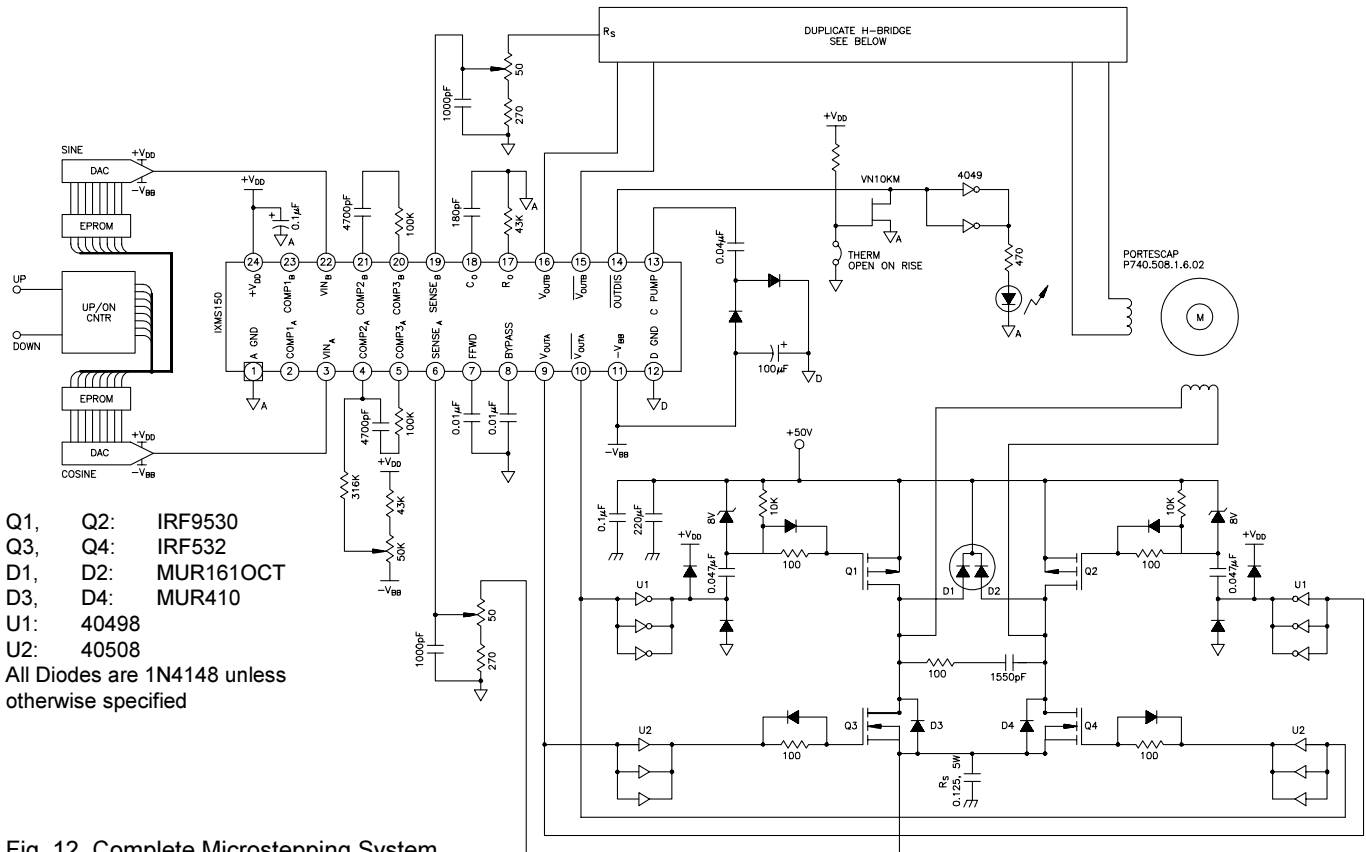 DUPLICATE H-BRIDGE
SEE BELOW
RS
50
270
1000pF
+VDD
SINE
+VDD
DAC
-VBB
EPROM
UP
UP/ON
CNTR
DOWN
EPROM
DAC
+VDD
-VBB
COSINE
+VDD
0.1µF
+
A
4700pF
100K
180pF
43K
A
VN10KM
4049
A
THERM
OPEN ON RISE
470
A
0.04µF
PORTESCAP
P740.508.1.6.02
M
IXMS150
24
23
22
21
20
19
18
17
16
15
14
13
+VDD
COMP1B
VINB
COMP2B
COMP3B
SENSEB
CO
RO
VOUTB
VOUTB
OUTDIS
C PUMP
A GND
COMP1A
VINA
COMP2A
COMP3A
SENSEA
FFWD
BYPASS
VOUTA
VOUTA
-VBB
D GND
1
2
3
4
5
6
7
8
9
10
11
12
A
4700pF
100K
0.01µF
0.01µF
-VBB
D
100µF
+
D
316K
+VDD
43K
50K
-VBB
1000pF
50
270
+50V
0.1µF
220µF
8V
10K
+VDD
0.047µF
100
Q1
D1
D2
Q2
100
10K
8V
+VDD
0.047µF
U1
U1
100
1550pF
U2
100
Q3
D3
D4
Q4
100
U2
RS
0.125, 5W
Q1, Q2: IRF9530
Q3, Q4: IRF532
D1, D2: MUR161OCT
D3, D4: MUR410
U1: 40498
U2: 40508
All Diodes are 1N4148 unless
otherwise specified
Fig. 12 Complete Microstepping System